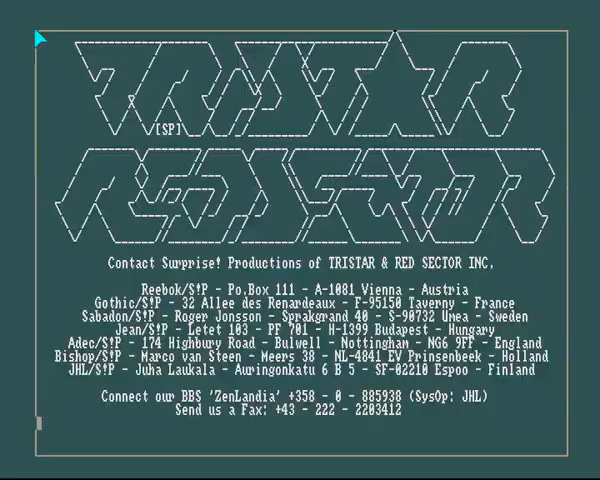 TRISTAR
[SP]
RED SECTOR
Contact Surprise! Productions of TRISTAR & RED SECTOR INC.
Reebok/S!P - Po.Box 111 - A-1081 Vienna - Austria
Gothic/S!P - 32 Allee des Renardeaux - F-95150 Taverny - France
Sabadon/S!P - Roger Jonsson - Sprakgrand 40 - S-90732 Umea - Sweden
Jean/S!P - Letet 103 - PF 701 - H-1399 Budapest - Hungary
Adec/S!P - 174 Highbury Road - Bulwell - Nottingham - NG6 9FF - England
Bishop/S!P - Marco van Steen - Meers 38 - NL-4841 EV Prinsenbeek - Holland
JHL/S!P - Juha Laukala - Auringonkatu 6 B 5 - SF-02210 Espoo - Finland
Connect our BBS 'ZenLandia' +358 - 0 - 885938 (SysOp: JHL)
Send us a Fax: +43 - 222 - 2203412